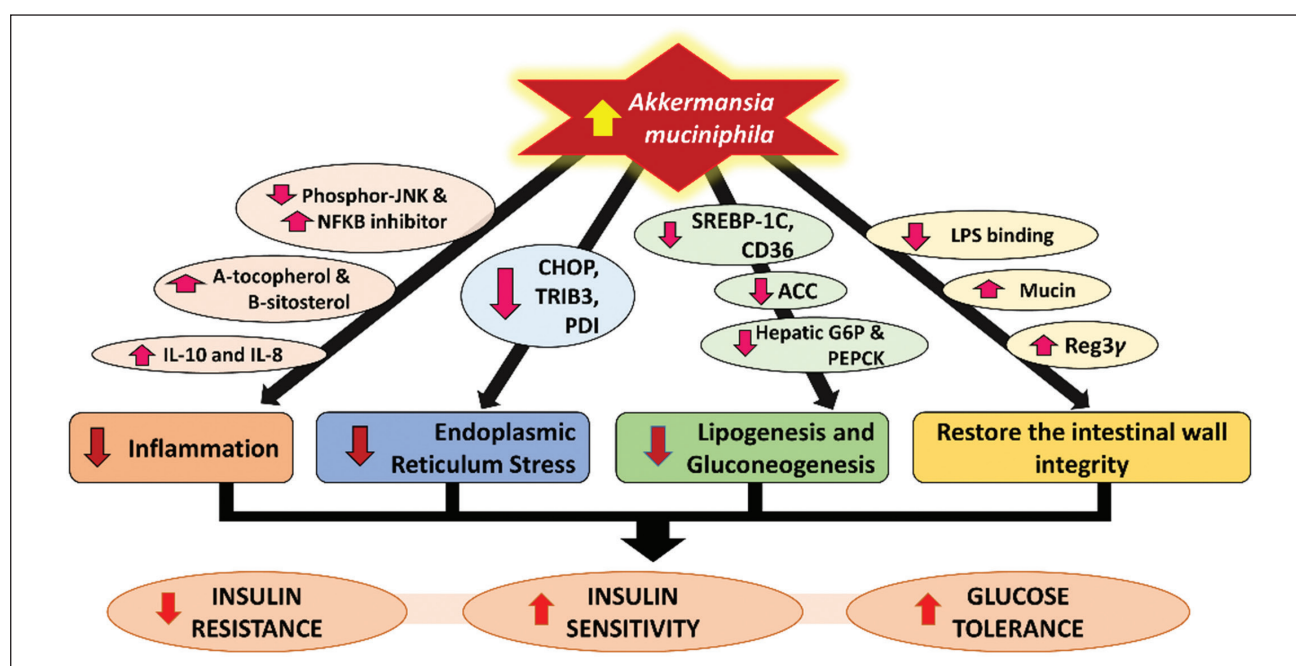 Akkermansia
muciniphila
Phosphor-JNK &
NFKB inhibitor
A-tocopherol &
B-sitosterol
IL-10 and IL-8
CHOP,
TRIB3,
PDI
SREBP-1C,
CD36
ACC
Hepatic G6P &
PEPCK
LPS binding
Mucin
Reg3γ
Inflammation
Endoplasmic
Reticulum Stress
Lipogenesis and
Gluconeogenesis
Restore the intestinal wall
integrity
INSULIN
RESISTANCE
INSULIN
SENSITIVITY
GLUCOSE
TOLERANCE